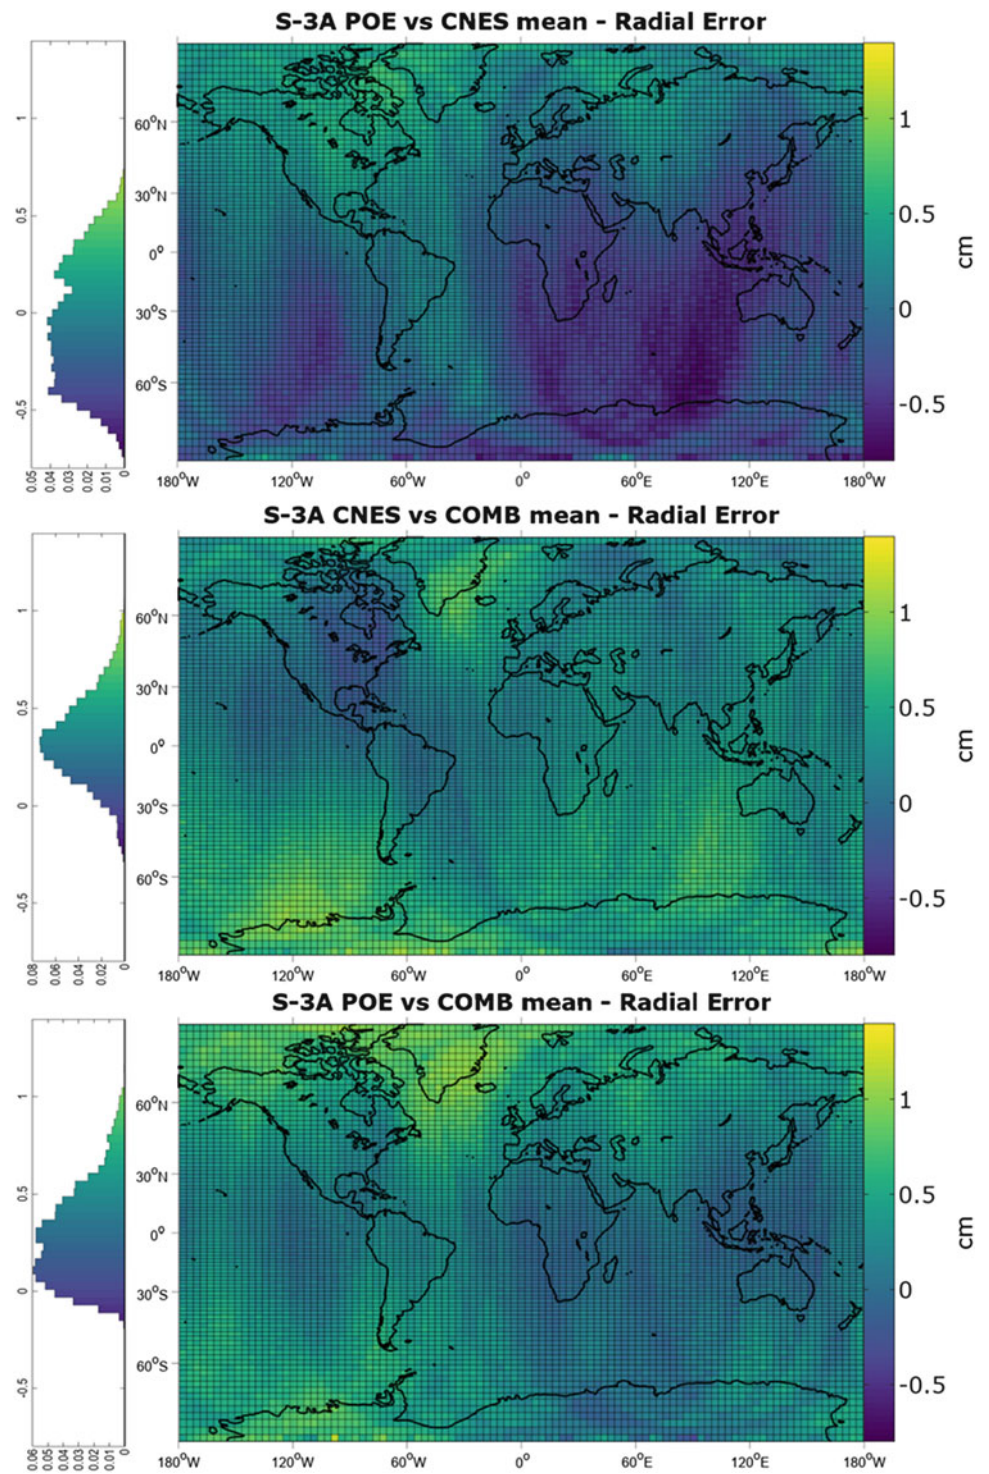 S-3A POE vs CNES mean - Radial Error
1
0.5
0
-0.5
0.05
0.04
0.03
0.02
0.01
0
60°N
30°N
0°
30°S
60°S
180°W
120°W
60°W
0°
60°E
120°E
180°W
1
0.5
0
-0.5
cm
S-3A CNES vs COMB mean - Radial Error
1
0.5
0
-0.5
0.08
0.06
0.04
0.02
0
60°N
30°N
0°
30°S
60°S
180°W
120°W
60°W
0°
60°E
120°E
180°W
1
0.5
0
-0.5
cm
S-3A POE vs COMB mean - Radial Error
1
0.5
0
-0.5
0.06
0.05
0.04
0.03
0.02
0.01
0
60°N
30°N
0°
30°S
60°S
180°W
120°W
60°W
0°
60°E
120°E
180°W
1
0.5
0
-0.5
cm